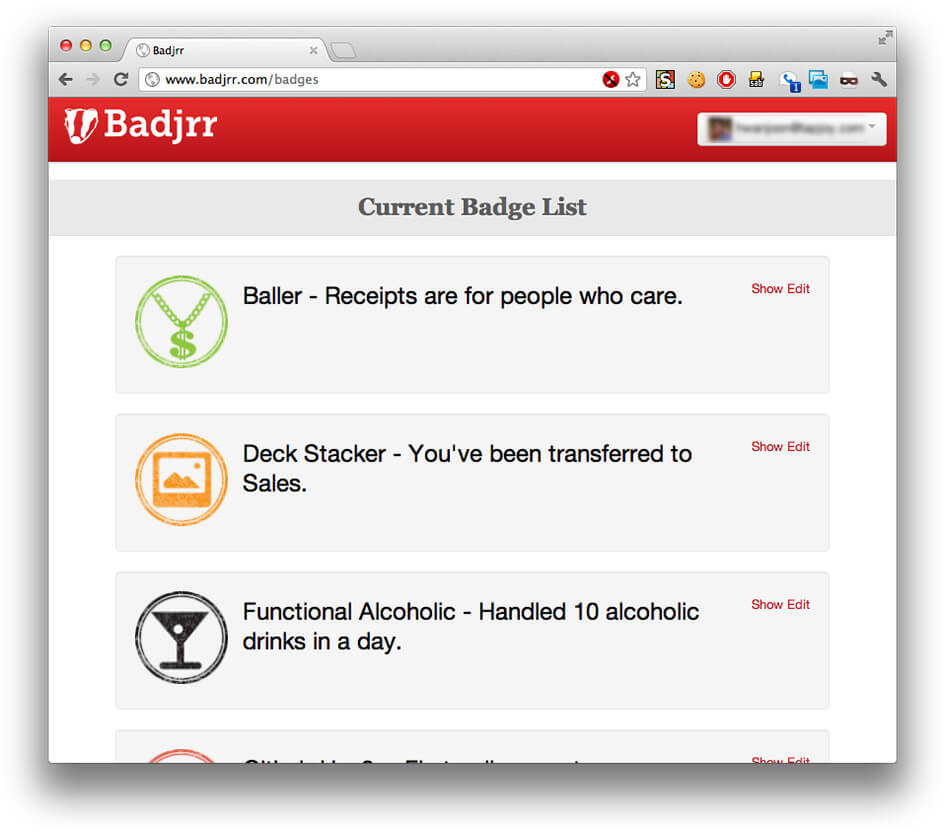 Badjrr
www.badjrr.com/badges
S
1
Badjrr
Current Badge List
Baller - Receipts are for people who care.
Show Edit
$
Deck Stacker - You've been transferred to
Sales.
Show Edit
Functional Alcoholic - Handled 10 alcoholic
drinks in a day.
Show Edit
Show Edit